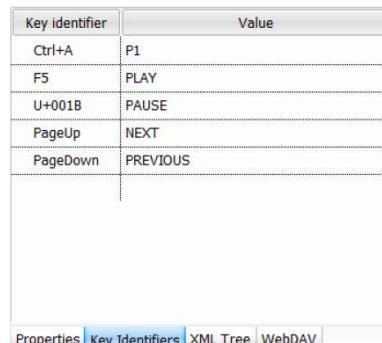 Key identifier Value
Ctrl+A P1
F5 PLAY
U+001B PAUSE
PageUp NEXT
PageDown PREVIOUS
Properties Key Identifiers XML Tree WebDAV